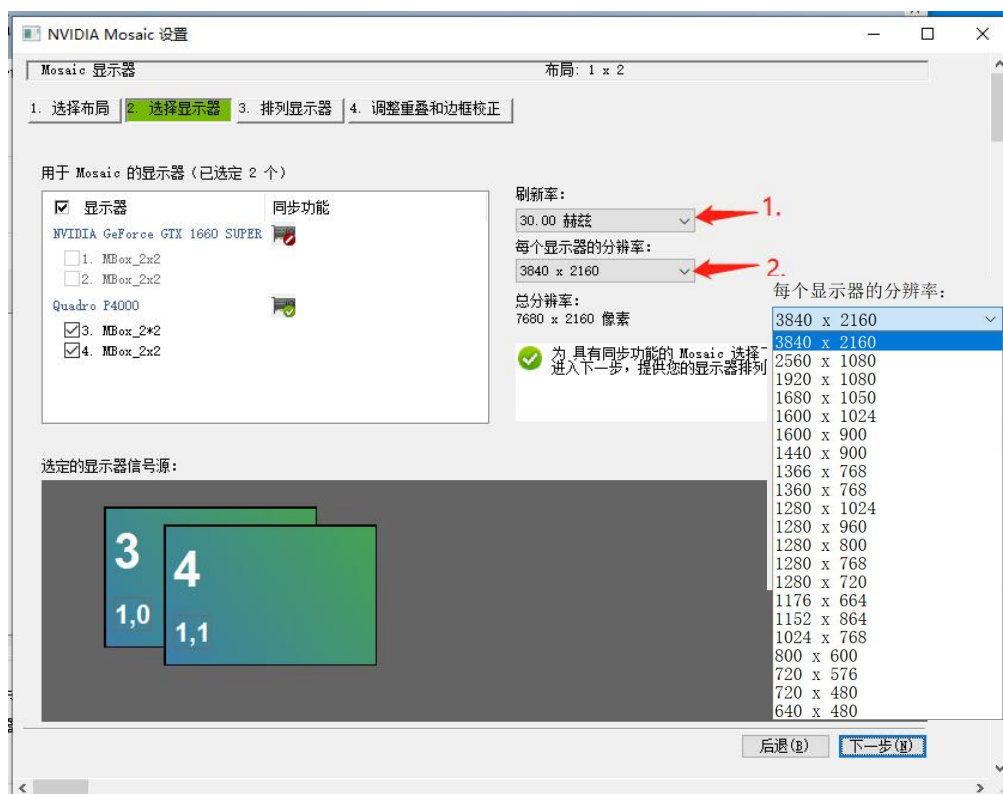 NVIDIA Mosaic 设置
Mosaic 显示器
布局: 1 x 2
1. 选择布局
2. 选择显示器
3. 排列显示器
4. 调整重叠和边框校正
用于 Mosaic 的显示器（已选定 2 个）
显示器
同步功能
NVIDIA GeForce GTX 1660 SUPER
1. MBox_2x2
2. MBox_2x2
Quadro P4000
3. MBox_2*2
4. MBox_2x2
刷新率:
30.00 赫兹
1.
每个显示器的分辨率:
3840 x 2160
2.
总分辨率:
7680 x 2160 像素
为 具有同步功能的 Mosaic 选择
进入下一步，提供您的显示器排列
每个显示器的分辨率:
3840 x 2160
3840 x 2160
2560 x 1080
1920 x 1080
1680 x 1050
1600 x 1024
1600 x 900
1440 x 900
1366 x 768
1360 x 768
1280 x 1024
1280 x 960
1280 x 800
1280 x 768
1280 x 720
1176 x 664
1152 x 864
1024 x 768
800 x 600
720 x 576
720 x 480
640 x 480
选定的显示器信号源:
3
1,0
4
1,1
后退(B)
下一步(N)